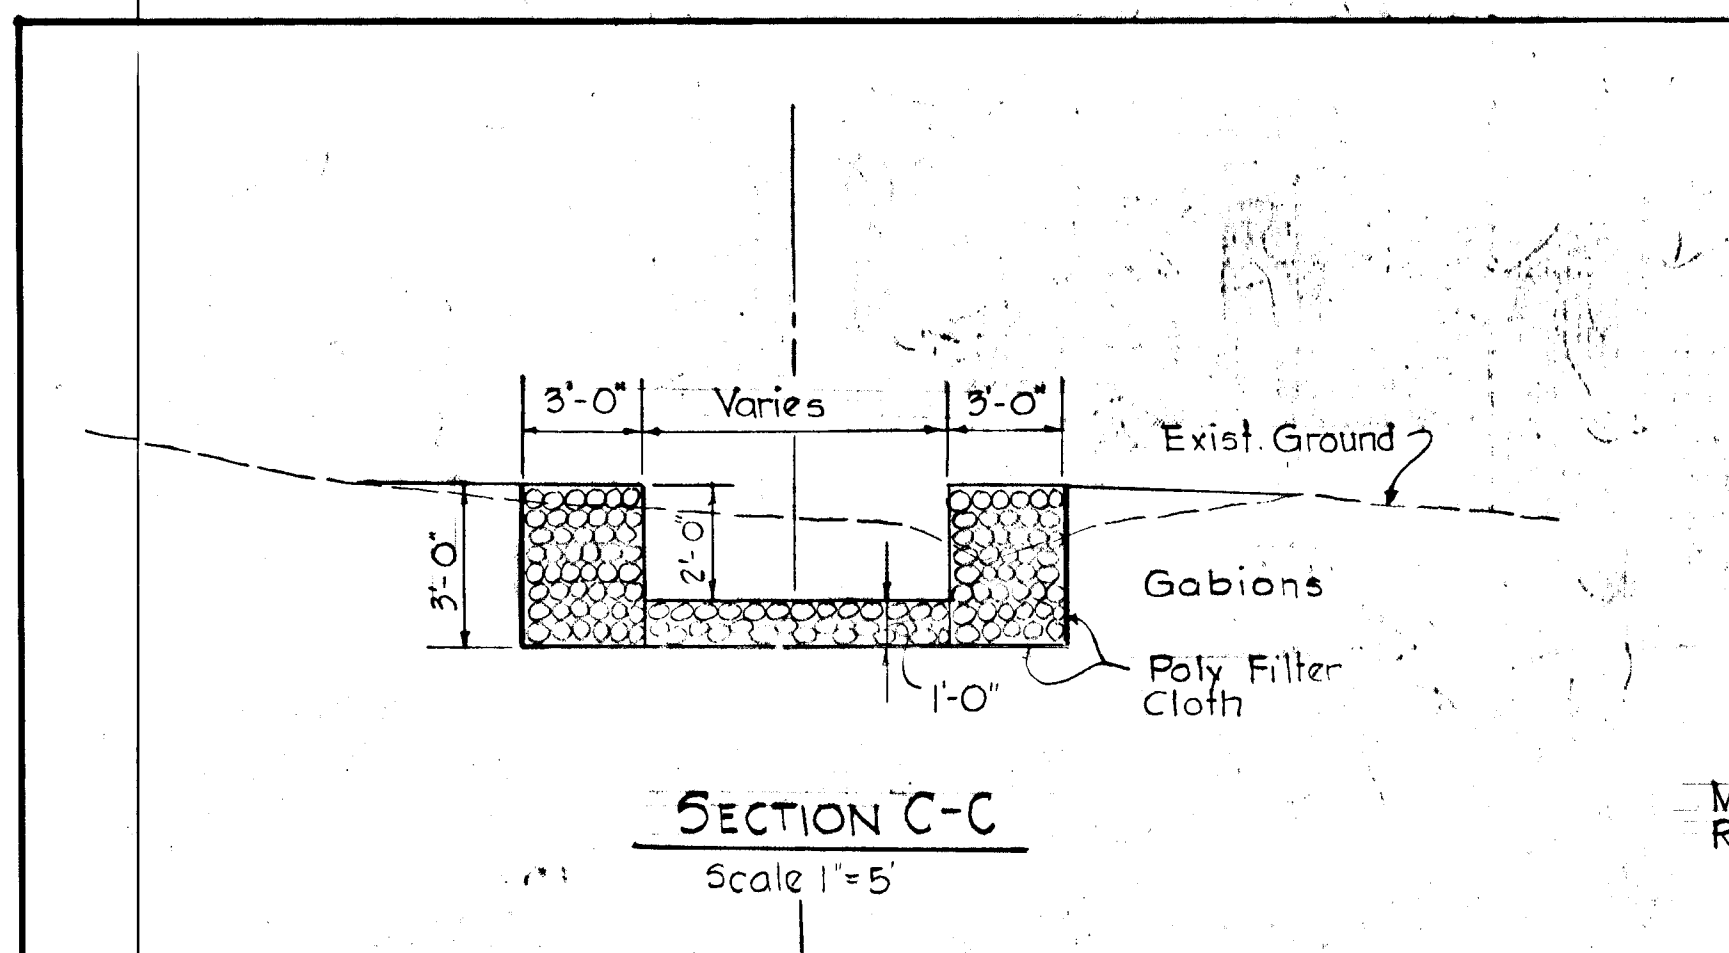 3'-0" Varies 3'-0"
Exist. Ground
3'-0"
2'-0"
Gabions
Poly Filter
Cloth
1'-0"
SECTION C-C
Scale 1"=5'
M
R